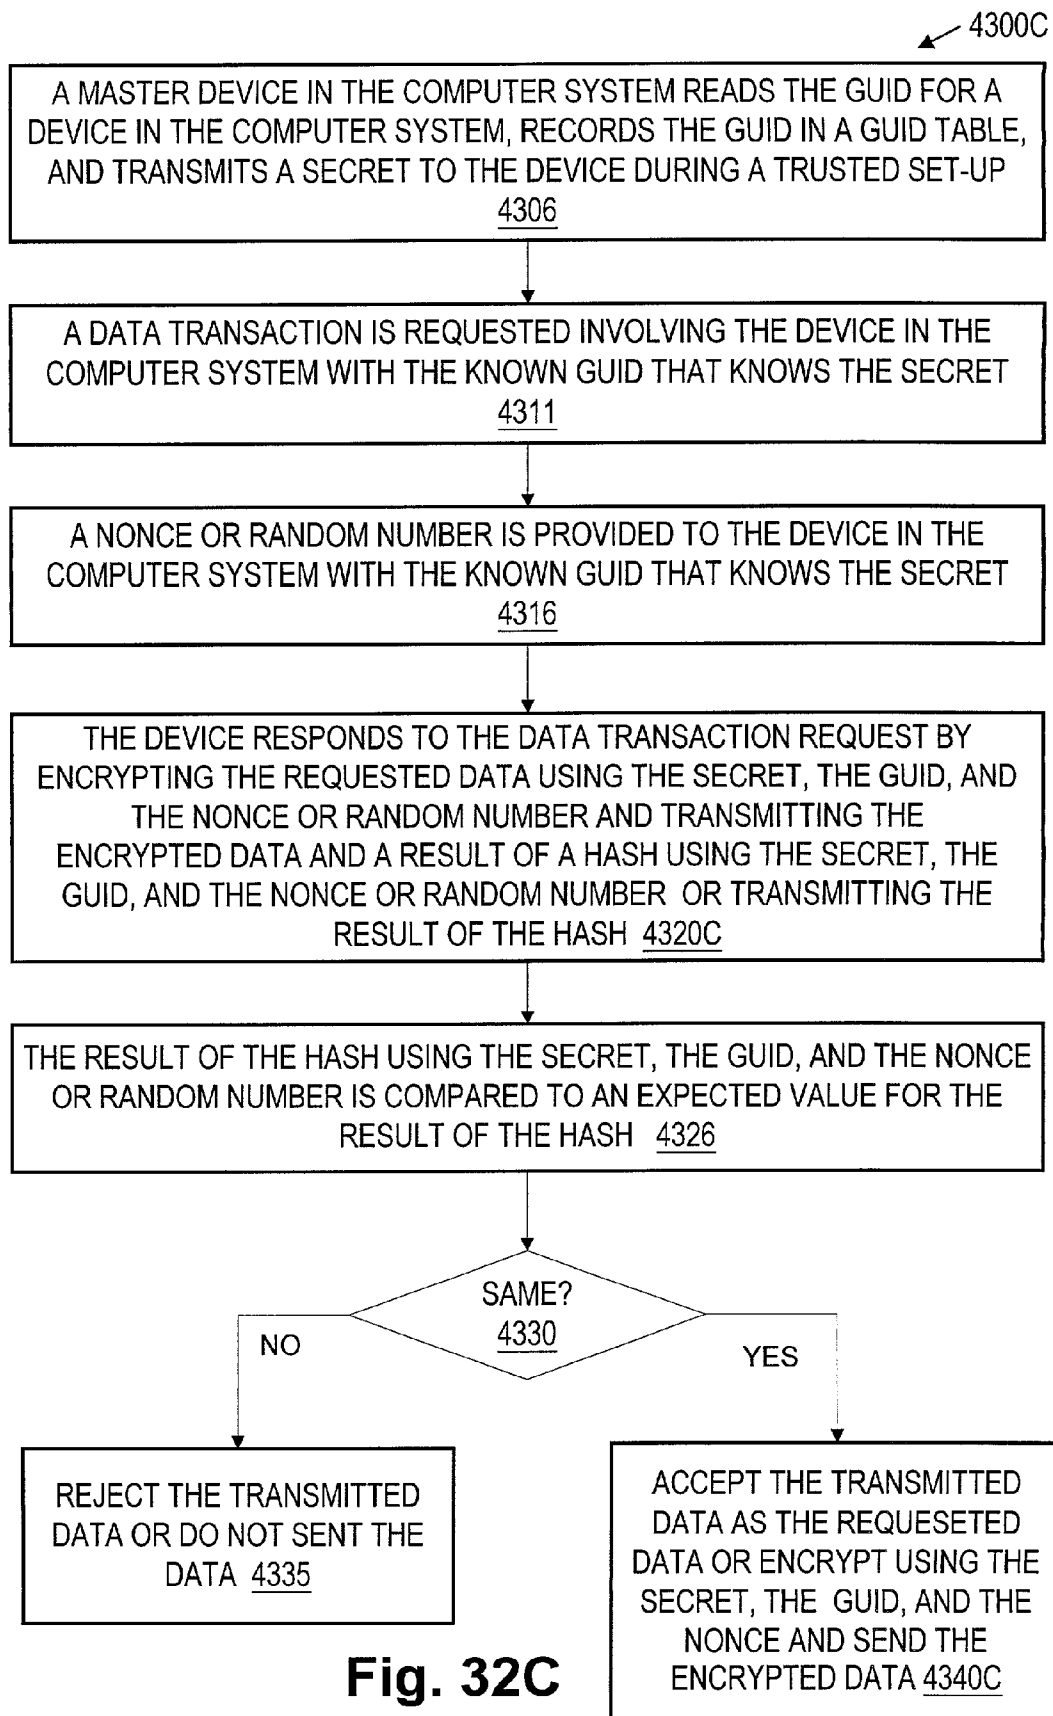 4300C
A MASTER DEVICE IN THE COMPUTER SYSTEM READS THE GUID FOR A
DEVICE IN THE COMPUTER SYSTEM, RECORDS THE GUID IN A GUID TABLE,
AND TRANSMITS A SECRET TO THE DEVICE DURING A TRUSTED SET-UP
4306
A DATA TRANSACTION IS REQUESTED INVOLVING THE DEVICE IN THE
COMPUTER SYSTEM WITH THE KNOWN GUID THAT KNOWS THE SECRET
4311
A NONCE OR RANDOM NUMBER IS PROVIDED TO THE DEVICE IN THE
COMPUTER SYSTEM WITH THE KNOWN GUID THAT KNOWS THE SECRET
4316
THE DEVICE RESPONDS TO THE DATA TRANSACTION REQUEST BY
ENCRYPTING THE REQUESTED DATA USING THE SECRET, THE GUID, AND
THE NONCE OR RANDOM NUMBER AND TRANSMITTING THE
ENCRYPTED DATA AND A RESULT OF A HASH USING THE SECRET, THE
GUID, AND THE NONCE OR RANDOM NUMBER OR TRANSMITTING THE
RESULT OF THE HASH 4320C
THE RESULT OF THE HASH USING THE SECRET, THE GUID, AND THE NONCE
OR RANDOM NUMBER IS COMPARED TO AN EXPECTED VALUE FOR THE
RESULT OF THE HASH 4326
SAME?
4330
NO
YES
REJECT THE TRANSMITTED
DATA OR DO NOT SENT THE
DATA 4335
ACCEPT THE TRANSMITTED
DATA AS THE REQUESETED
DATA OR ENCRYPT USING THE
SECRET, THE GUID, AND THE
NONCE AND SEND THE
ENCRYPTED DATA 4340C
Fig. 32C